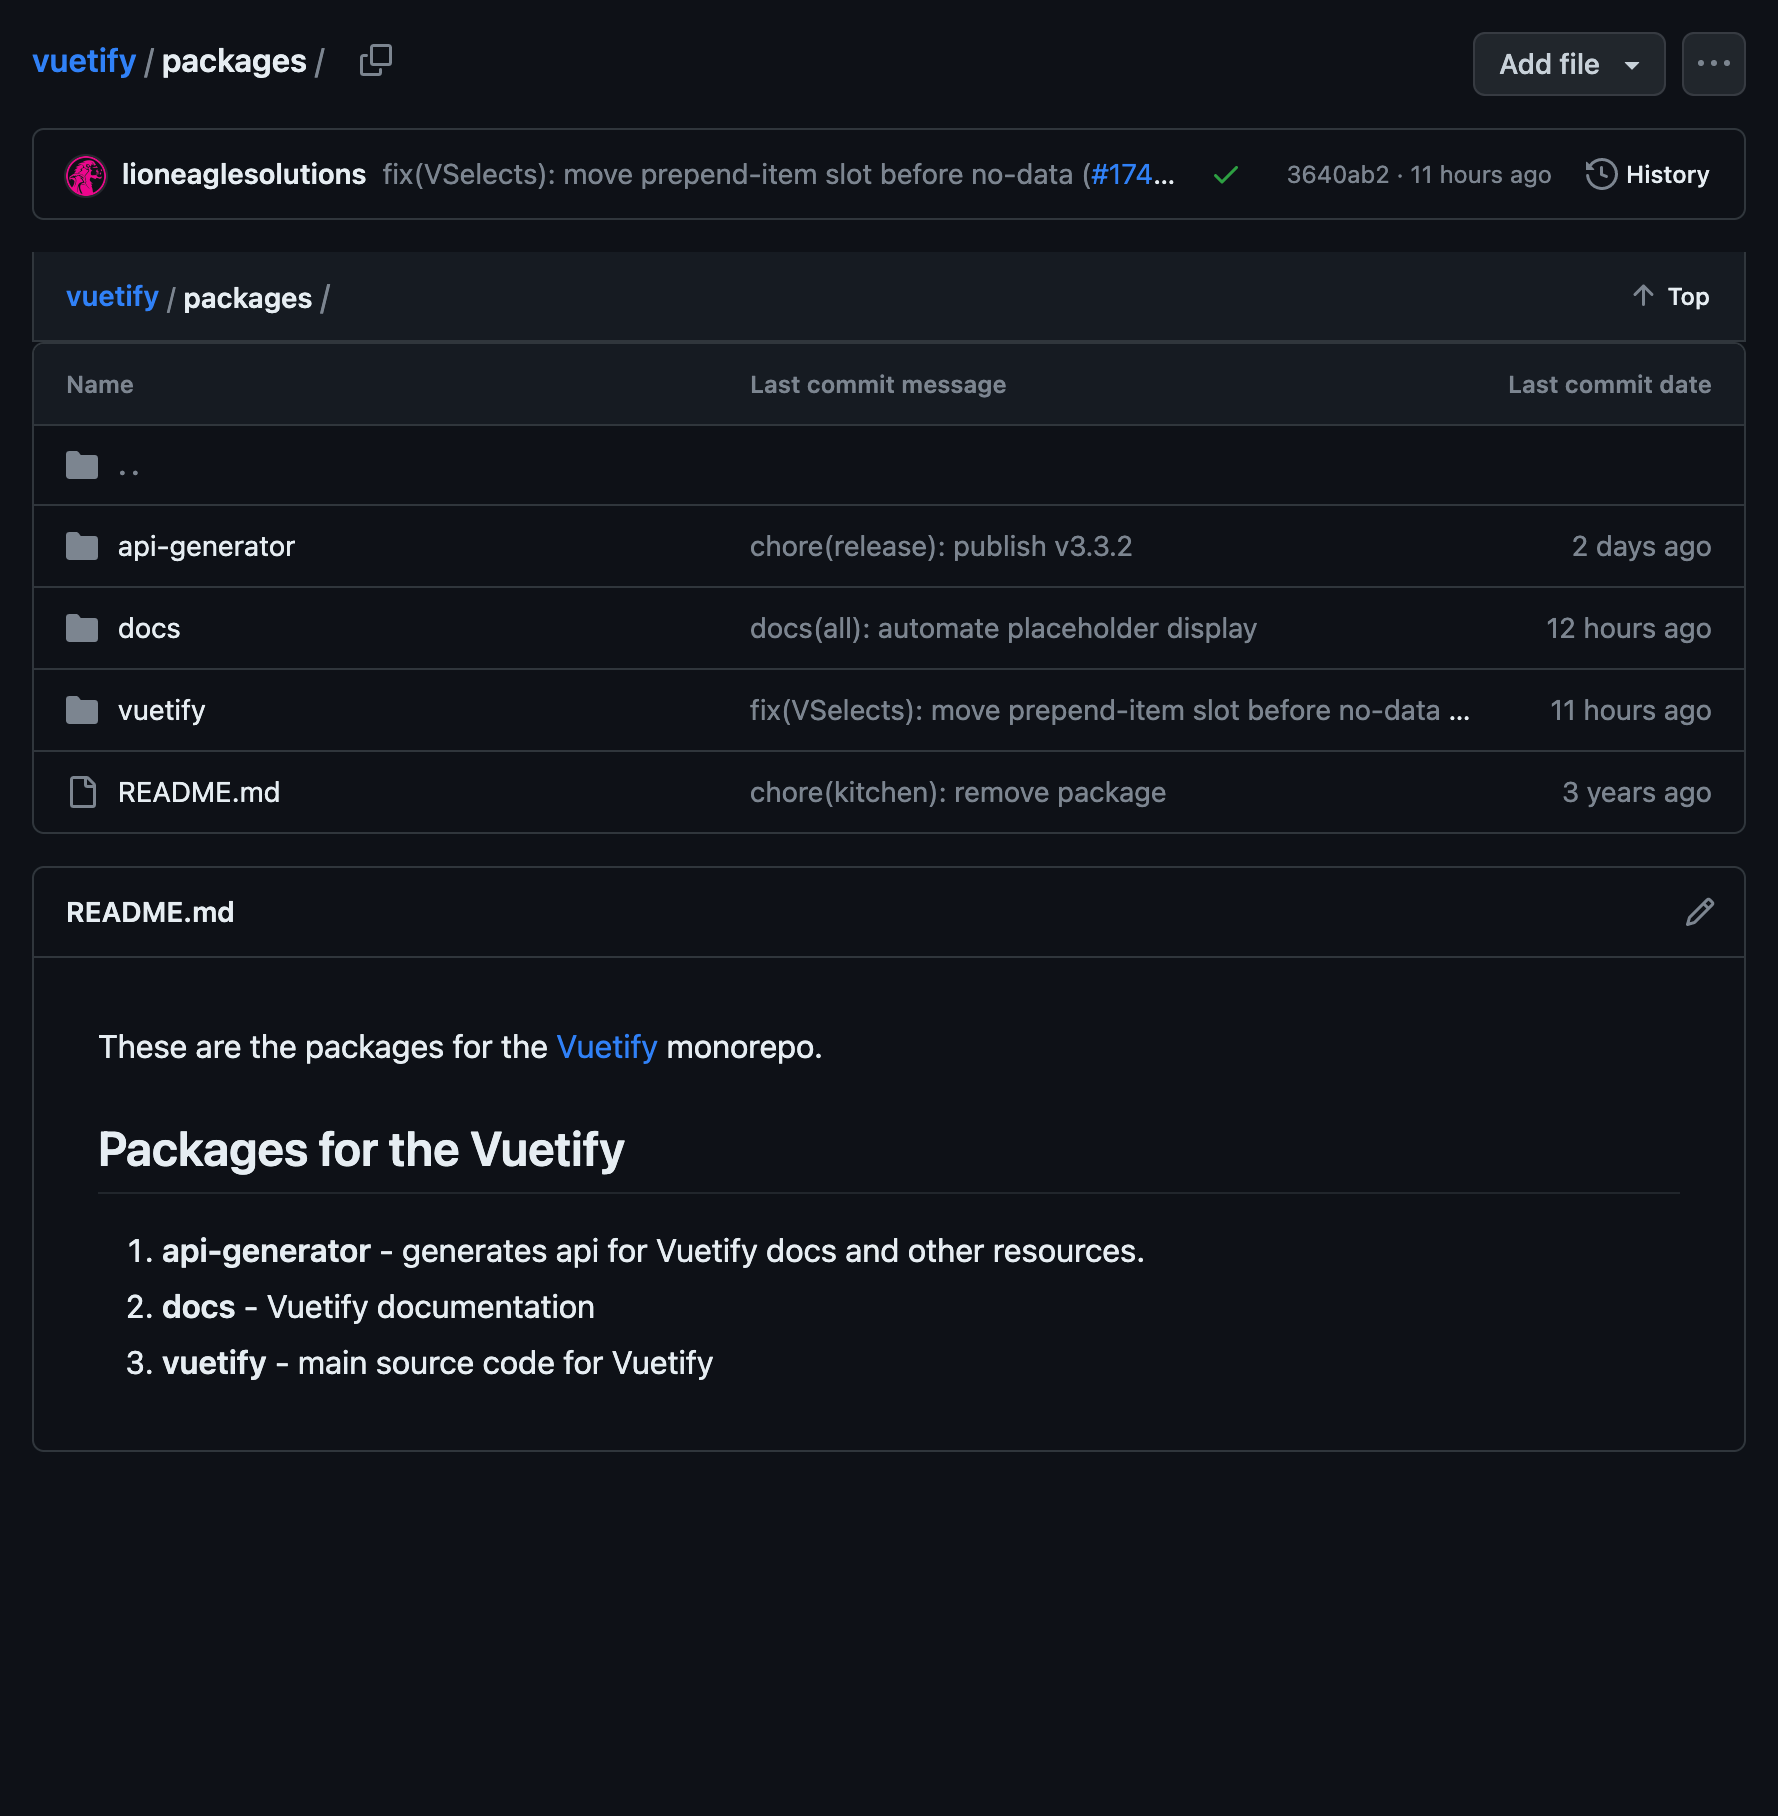 vuetify / packages /
Add file
lioneaglesolutions fix(VSelects): move prepend-item slot before no-data (#174... 3640ab2 · 11 hours ago History
vuetify / packages /
Top
Name Last commit message Last commit date
..
api-generator chore(release): publish v3.3.2 2 days ago
docs docs(all): automate placeholder display 12 hours ago
vuetify fix(VSelects): move prepend-item slot before no-data ... 11 hours ago
README.md chore(kitchen): remove package 3 years ago
README.md
These are the packages for the Vuetify monorepo.
Packages for the Vuetify
1. api-generator - generates api for Vuetify docs and other resources.
2. docs - Vuetify documentation
3. vuetify - main source code for Vuetify